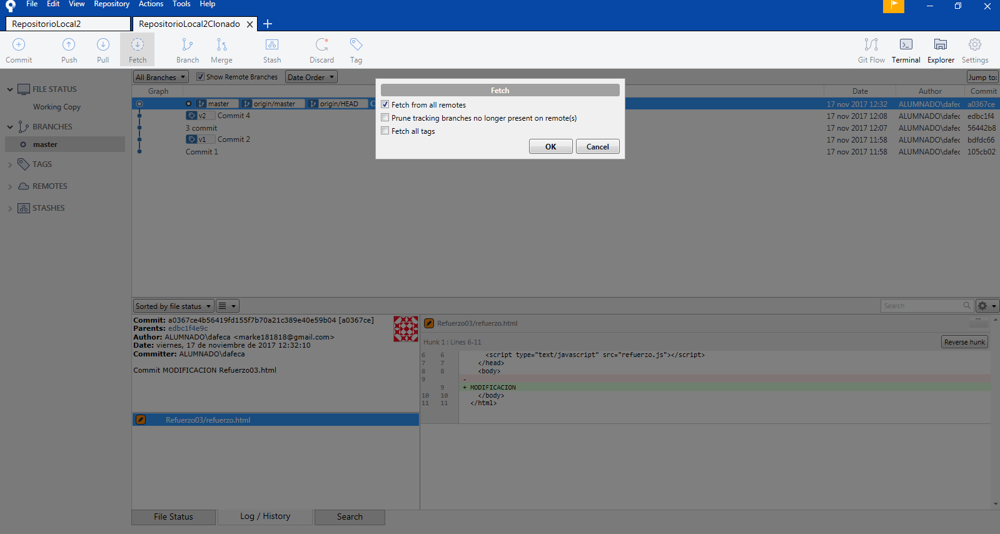 File Edit View Repository Actions Tools Help
RepositorioLocal2 RepositorioLocal2Clonado
Commit Push Pull Fetch Branch Merge Stash Discard Tag Git Flow Terminal Explorer Settings
FILE STATUS
Working Copy
BRANCHES
master
TAGS
REMOTES
STASHES
All Branches Show Remote Branches Date Order Jump to:
Graph Date Author Commit
master origin/master origin/HEAD 17 nov 2017 12:32 ALUMNADO\dafec a0367ce
v2 Commit 4 17 nov 2017 12:08 ALUMNADO\dafec edbc1f4
3 commit 17 nov 2017 12:07 ALUMNADO\dafec 56442b8
v1 Commit 2 17 nov 2017 11:58 ALUMNADO\dafec bdfdc66
Commit 1 17 nov 2017 11:58 ALUMNADO\dafec 105cb02
Fetch
Fetch from all remotes
Prune tracking branches no longer present on remote(s)
Fetch all tags
OK Cancel
Sorted by file status Search
Commit: a0367ce4b56419fd155f7b70a21c389e40e59b04 [a0367ce]
Parents: edbc1f4e9c
Author: ALUMNADO\dafeca <marke181818@gmail.com>
Date: viernes, 17 de noviembre de 2017 12:32:10
Committer: ALUMNADO\dafeca
Commit MODIFICACION Refuerzo03.html
Refuerzo03/refuerzo.html
Refuerzo03/refuerzo.html
Hunk 1 : Lines 6-11 Reverse hunk
6 6 <script type="text/javascript" src="refuerzo.js"></script>
7 7 </head>
8 8 <body>
9 -
9 + MODIFICACION
10 10 </body>
11 11 </html>
File Status Log / History Search